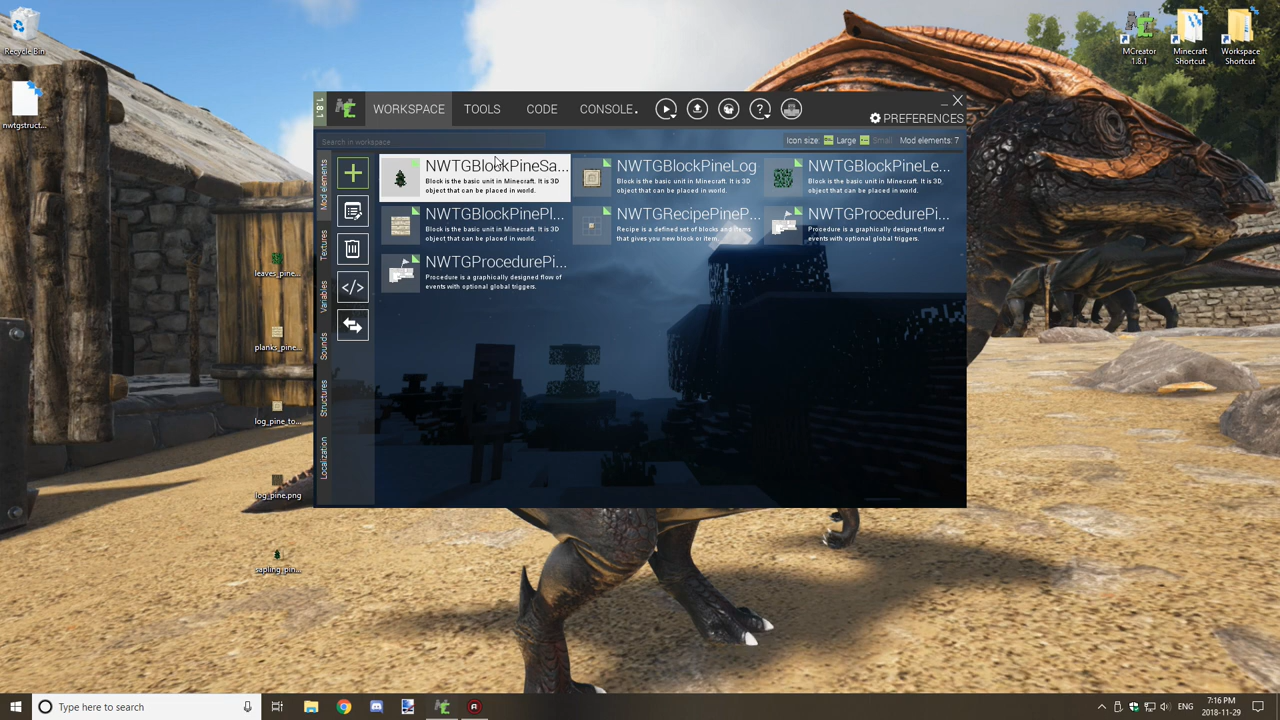 Recycle Bin
nwtgstruct...
MCreator
1.8.1
Minecraft
Shortcut
Workspace
Shortcut
1.8.1
WORKSPACE
TOOLS
CODE
CONSOLE
PREFERENCES
Search in workspace
Icon size:
Large
Small
Mod elements: 7
Mod elements
Textures
Variables
Sounds
Structures
Localization
NWTGBlockPineSa...
Block is the basic unit in Minecraft. It is 3D
object that can be placed in world.
NWTGBlockPineLog
Block is the basic unit in Minecraft. It is 3D
object that can be placed in world.
NWTGBlockPineLe...
Block is the basic unit in Minecraft. It is 3D
object that can be placed in world.
NWTGBlockPinePl...
Block is the basic unit in Minecraft. It is 3D
object that can be placed in world.
NWTGRecipePineP...
Recipe is a defined set of blocks and items
that gives you new block or item.
NWTGProcedurePi...
Procedure is a graphically designed flow of
events with optional global triggers.
NWTGProcedurePi...
Procedure is a graphically designed flow of
events with optional global triggers.
leaves_pine...
planks_pine...
log_pine_to...
log_pine.png
sapling_pin...
Type here to search
ENG
7:16 PM
2018-11-29